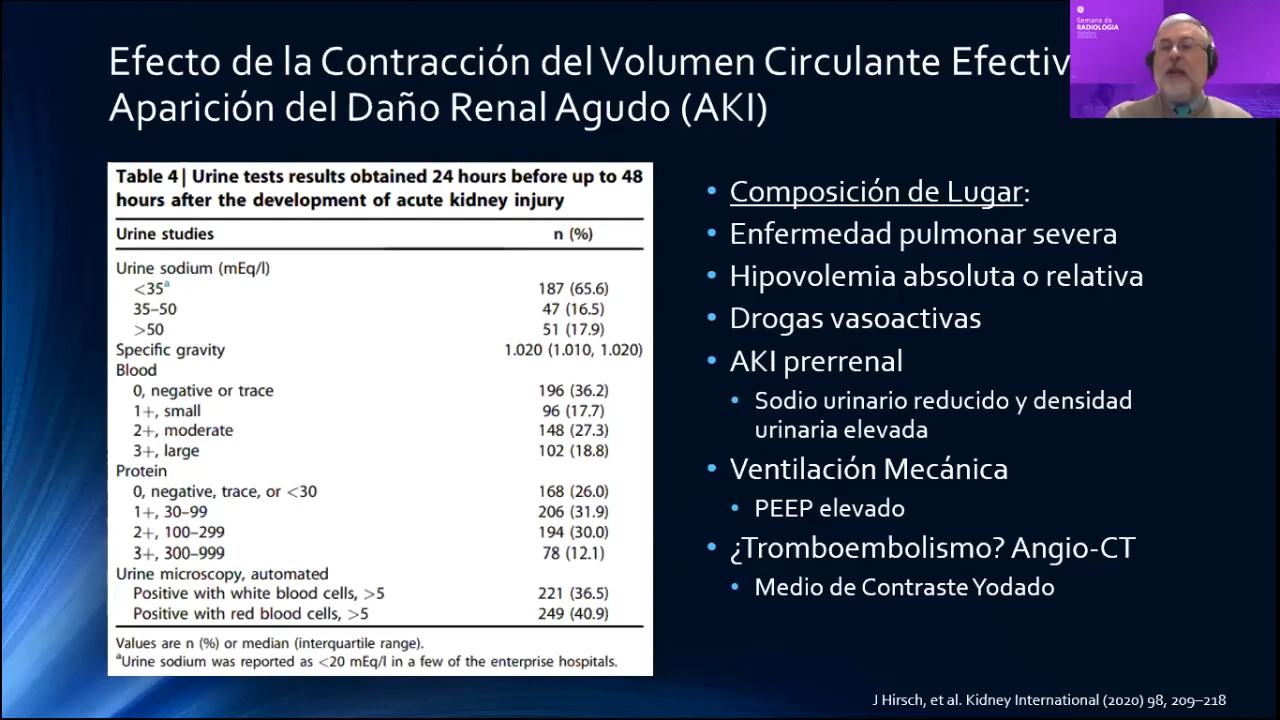 Efecto de la Contracción del Volumen Circulante Efectiv
Aparición del Daño Renal Agudo (AKI)
Semana da
RADIOLOGIA
Table 4 | Urine tests results obtained 24 hours before up to 48
hours after the development of acute kidney injury
Urine studies n (%)
Urine sodium (mEq/l)
<35a 187 (65.6)
35–50 47 (16.5)
>50 51 (17.9)
Specific gravity 1.020 (1.010, 1.020)
Blood
0, negative or trace 196 (36.2)
1+, small 96 (17.7)
2+, moderate 148 (27.3)
3+, large 102 (18.8)
Protein
0, negative, trace, or <30 168 (26.0)
1+, 30–99 206 (31.9)
2+, 100–299 194 (30.0)
3+, 300–999 78 (12.1)
Urine microscopy, automated
Positive with white blood cells, >5 221 (36.5)
Positive with red blood cells, >5 249 (40.9)
Values are n (%) or median (interquartile range).
aUrine sodium was reported as <20 mEq/l in a few of the enterprise hospitals.
• Composición de Lugar:
• Enfermedad pulmonar severa
• Hipovolemia absoluta o relativa
• Drogas vasoactivas
• AKI prerrenal
• Sodio urinario reducido y densidad
urinaria elevada
• Ventilación Mecánica
• PEEP elevado
• ¿Tromboembolismo? Angio-CT
• Medio de Contraste Yodado
J Hirsch, et al. Kidney International (2020) 98, 209–218